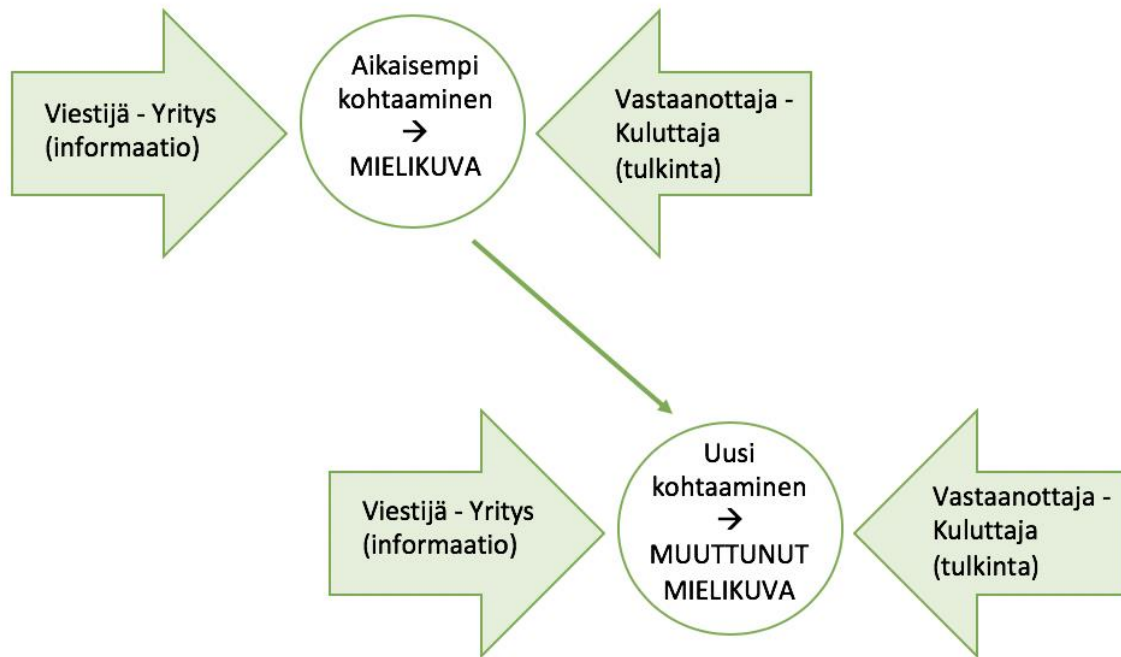 Viestijä - Yritys
(informaatio)
Aikaisempi
kohtaaminen
→
MIELIKUVA
Vastaanottaja -
Kuluttaja
(tulkinta)
Viestijä - Yritys
(informaatio)
Uusi
kohtaaminen
→
MUUTTUNUT
MIELIKUVA
Vastaanottaja -
Kuluttaja
(tulkinta)